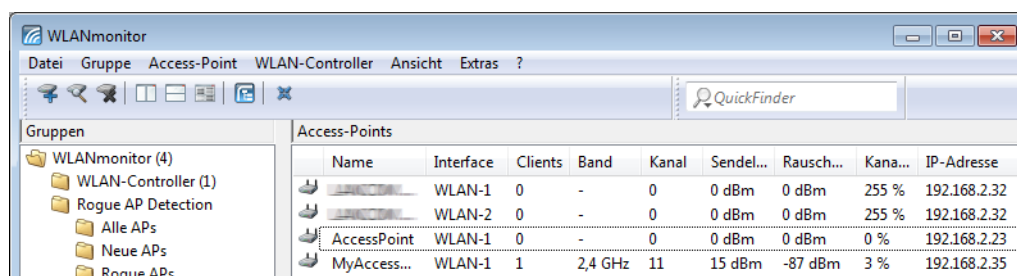 WLANmonitor
Datei Gruppe Access-Point WLAN-Controller Ansicht Extras ?
QuickFinder
Gruppen
WLANmonitor (4)
WLAN-Controller (1)
Rogue AP Detection
Alle APs
Neue APs
Rogue APs
Access-Points
Name Interface Clients Band Kanal Sendel... Rausch... Kana... IP-Adresse
WLAN-1 0 - 0 0 dBm 0 dBm 255 % 192.168.2.32
WLAN-2 0 - 0 0 dBm 0 dBm 255 % 192.168.2.32
AccessPoint WLAN-1 0 - 0 0 dBm 0 dBm 0 % 192.168.2.23
MyAccess... WLAN-1 1 2,4 GHz 11 15 dBm -87 dBm 3 % 192.168.2.35